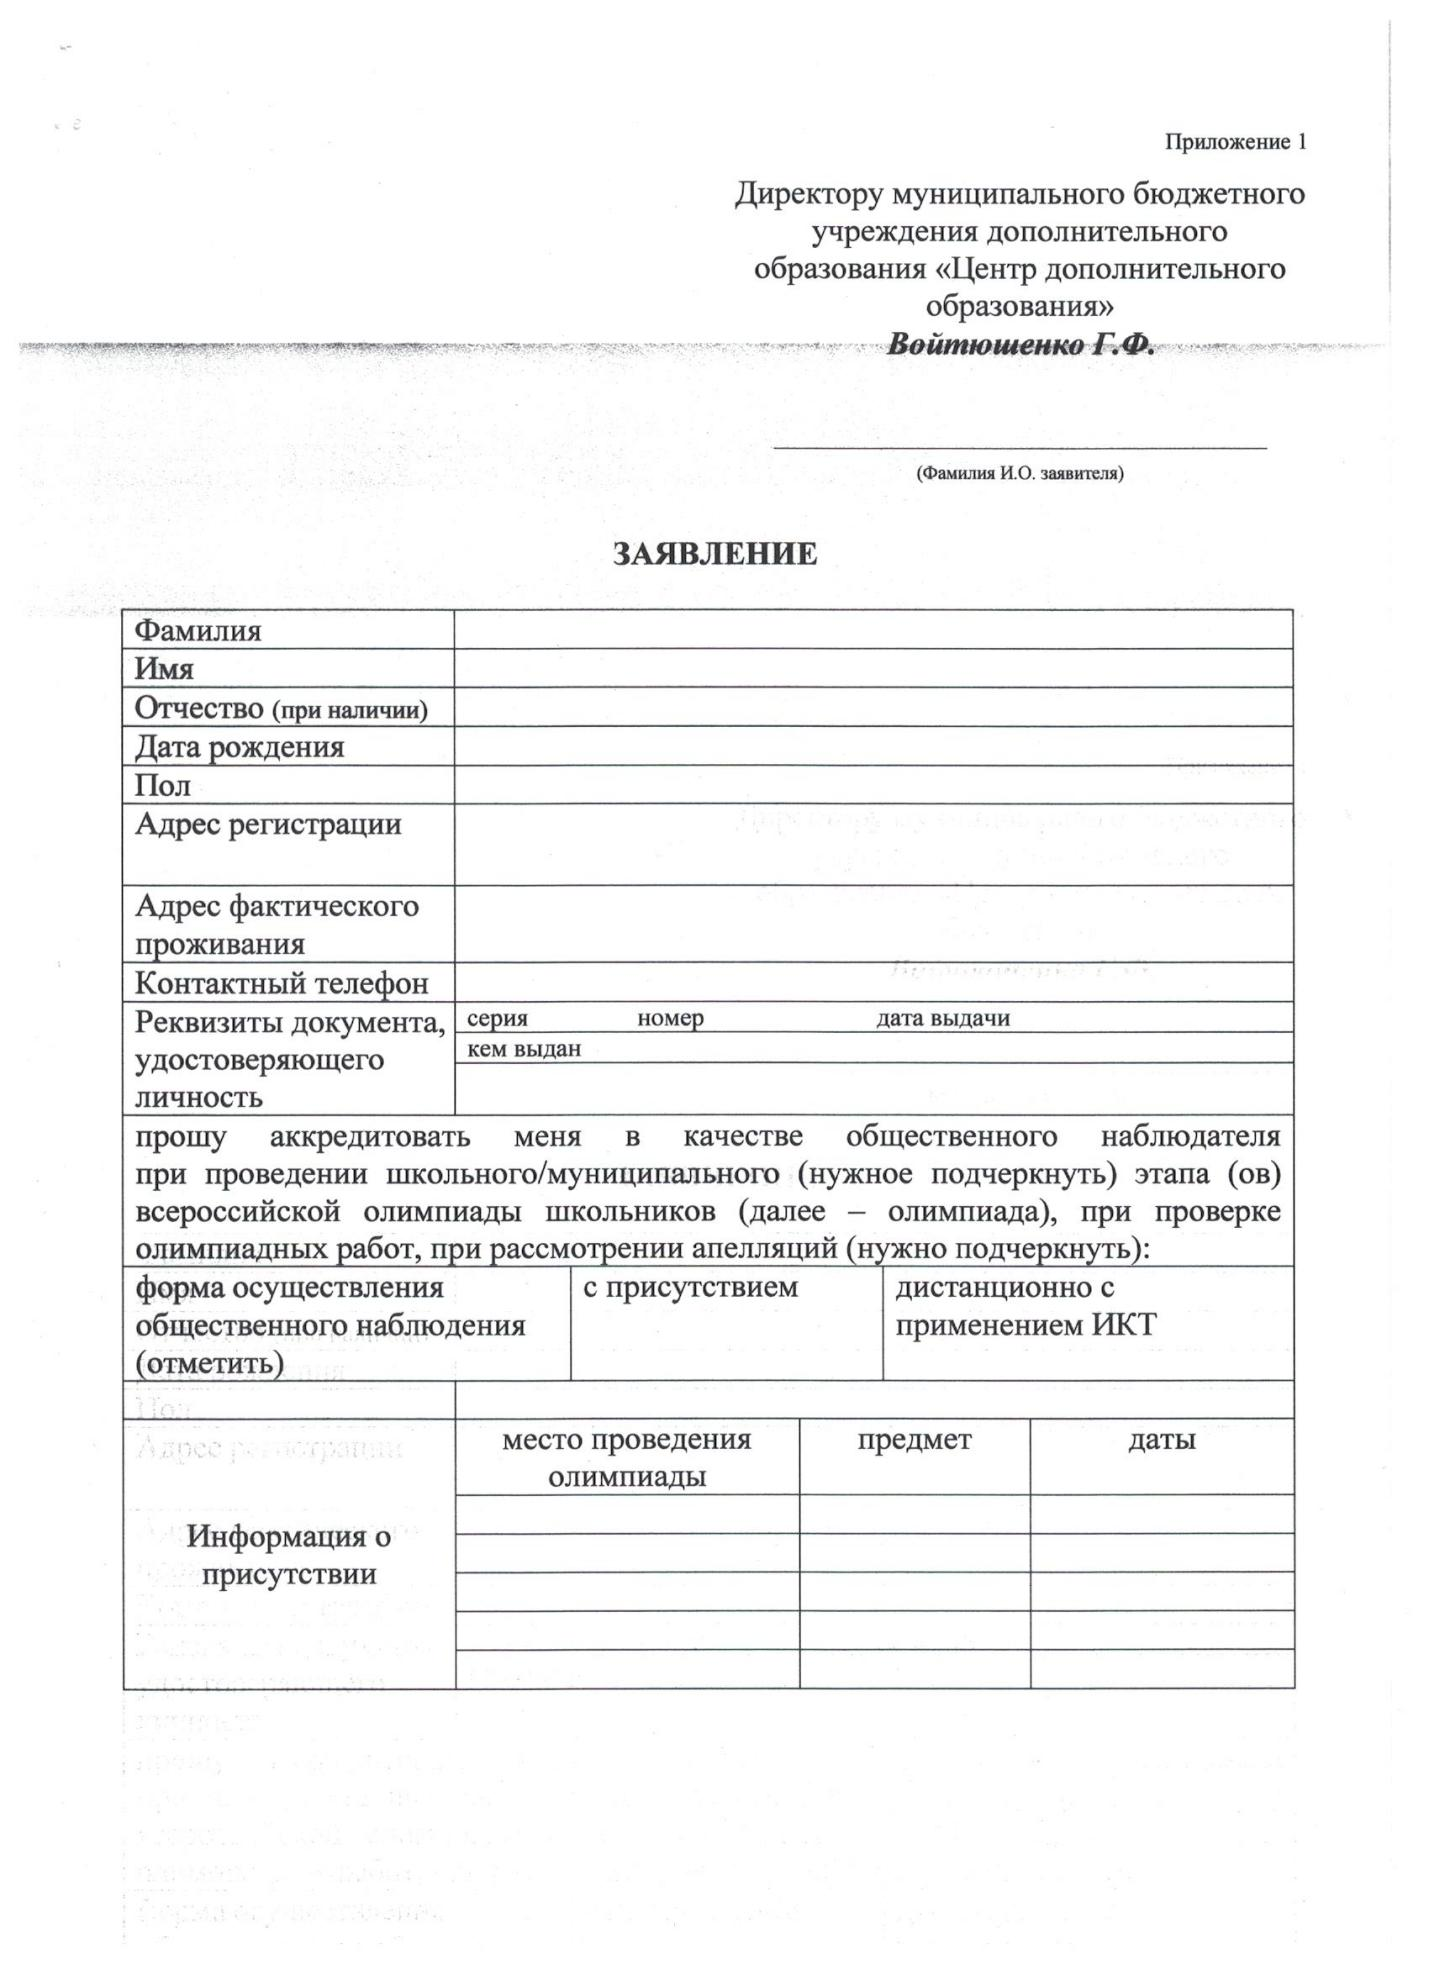 Приложение 1
Директору муниципального бюджетного
учреждения дополнительного
образования «Центр дополнительного
образования»
Войтюшенко Г.Ф.
(Фамилия И.О. заявителя)
ЗАЯВЛЕНИЕ
Фамилия
Имя
Отчество (при наличии)
Дата рождения
Пол
Адрес регистрации
Адрес фактического
проживания
Контактный телефон
Реквизиты документа,
удостоверяющего
личность
серия номер дата выдачи
кем выдан
прошу аккредитовать меня в качестве общественного наблюдателя
при проведении школьного/муниципального (нужное подчеркнуть) этапа (ов)
всероссийской олимпиады школьников (далее – олимпиада), при проверке
олимпиадных работ, при рассмотрении апелляций (нужно подчеркнуть):
форма осуществления
общественного наблюдения
(отметить)
с присутствием
дистанционно с
применением ИКТ
Информация о
присутствии
место проведения
олимпиады
предмет
даты